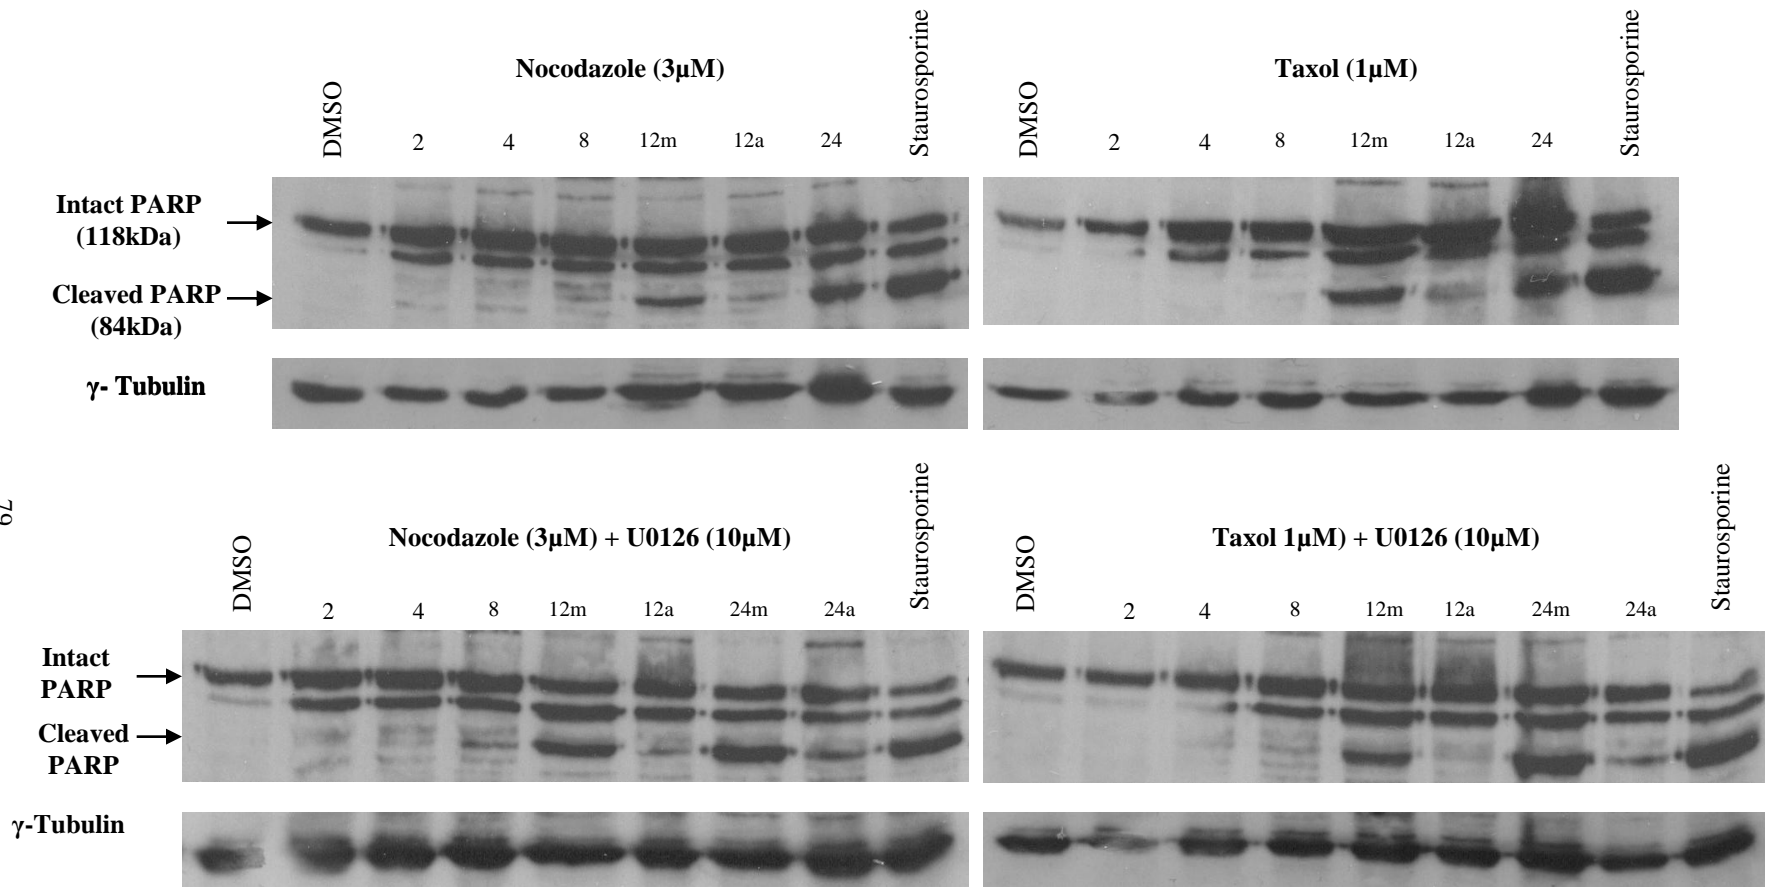 Nocodazole (3µM)
DMSO
2 4 8 12m 12a 24
Staurosporine
Taxol (1µM)
DMSO
2 4 8 12m 12a 24
Staurosporine
Intact PARP
(118kDa)
Cleaved PARP
(84kDa)
γ- Tubulin
79
Nocodazole (3µM) + U0126 (10µM)
DMSO
2 4 8 12m 12a 24m 24a
Staurosporine
Taxol 1µM) + U0126 (10µM)
DMSO
2 4 8 12m 12a 24m 24a
Staurosporine
Intact
PARP
Cleaved
PARP
γ-Tubulin